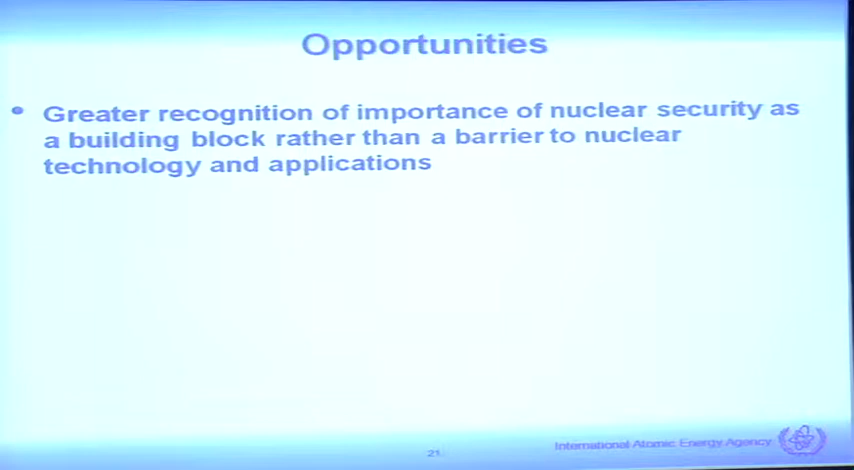 Opportunities
• Greater recognition of importance of nuclear security as
a building block rather than a barrier to nuclear
technology and applications
21
International Atomic Energy Agency